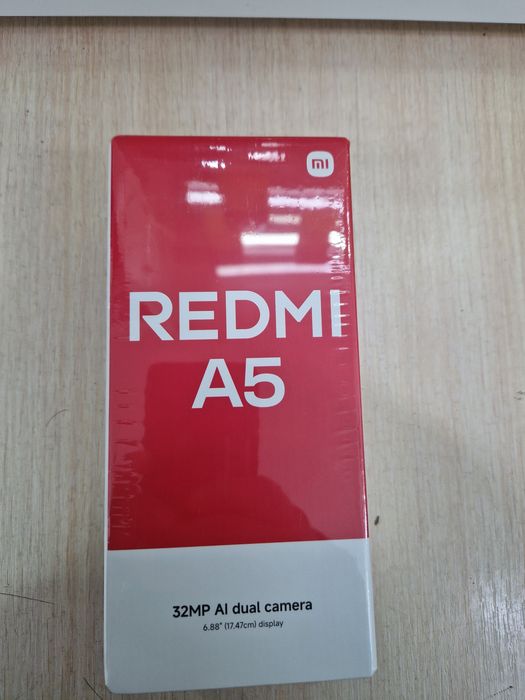 mi
REDMI
A5
32MP AI dual camera
6.88" (17.47cm) display